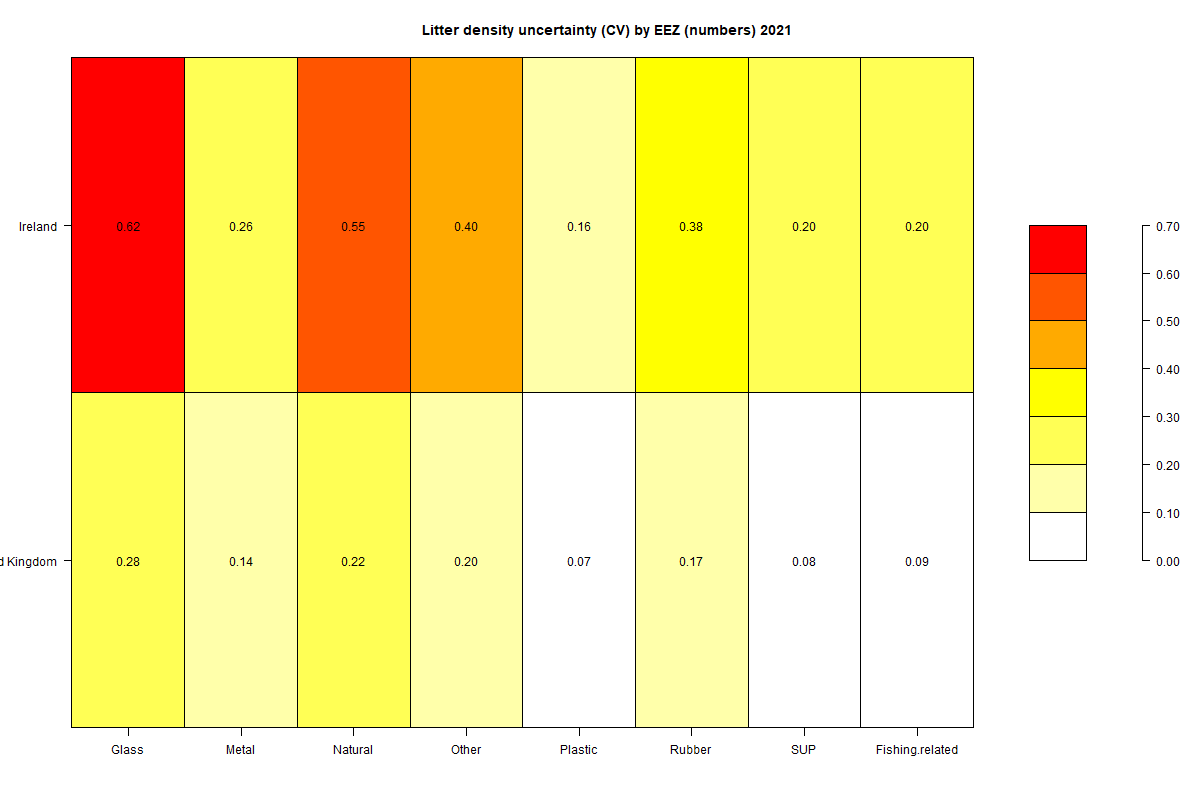 Litter density uncertainty (CV) by EEZ (numbers) 2021
Ireland 0.62 0.26 0.55 0.40 0.16 0.38 0.20 0.20
d Kingdom 0.28 0.14 0.22 0.20 0.07 0.17 0.08 0.09
Glass Metal Natural Other Plastic Rubber SUP Fishing.related
0.70
0.60
0.50
0.40
0.30
0.20
0.10
0.00